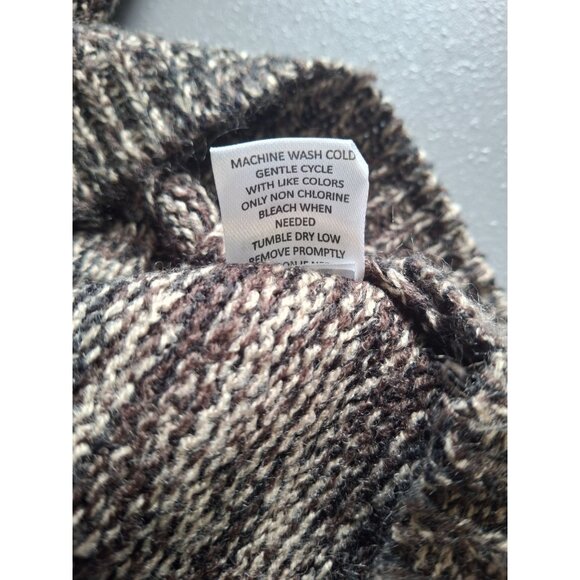 MACHINE WASH COLD
GENTLE CYCLE
WITH LIKE COLORS
ONLY NON CHLORINE
BLEACH WHEN
NEEDED
TUMBLE DRY LOW
REMOVE PROMPTLY
IF